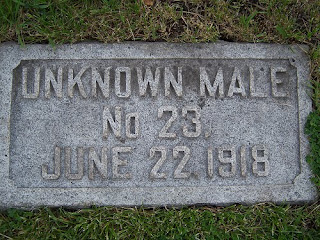 UNKNOWN MALE
No 23.
JUNE 22, 1918